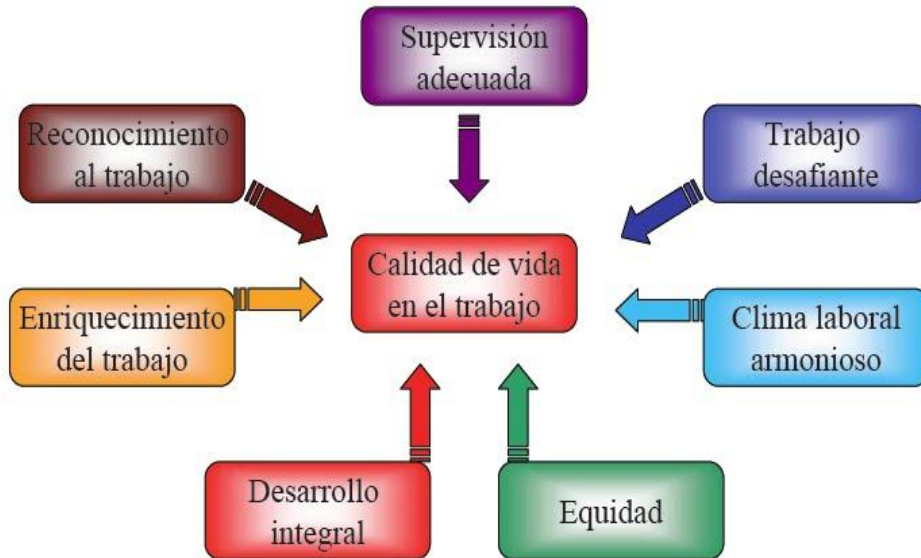 Supervisión
adecuada
Reconocimiento
al trabajo
Trabajo
desafiante
Calidad de vida
en el trabajo
Enriquecimiento
del trabajo
Clima laboral
armonioso
Desarrollo
integral
Equidad